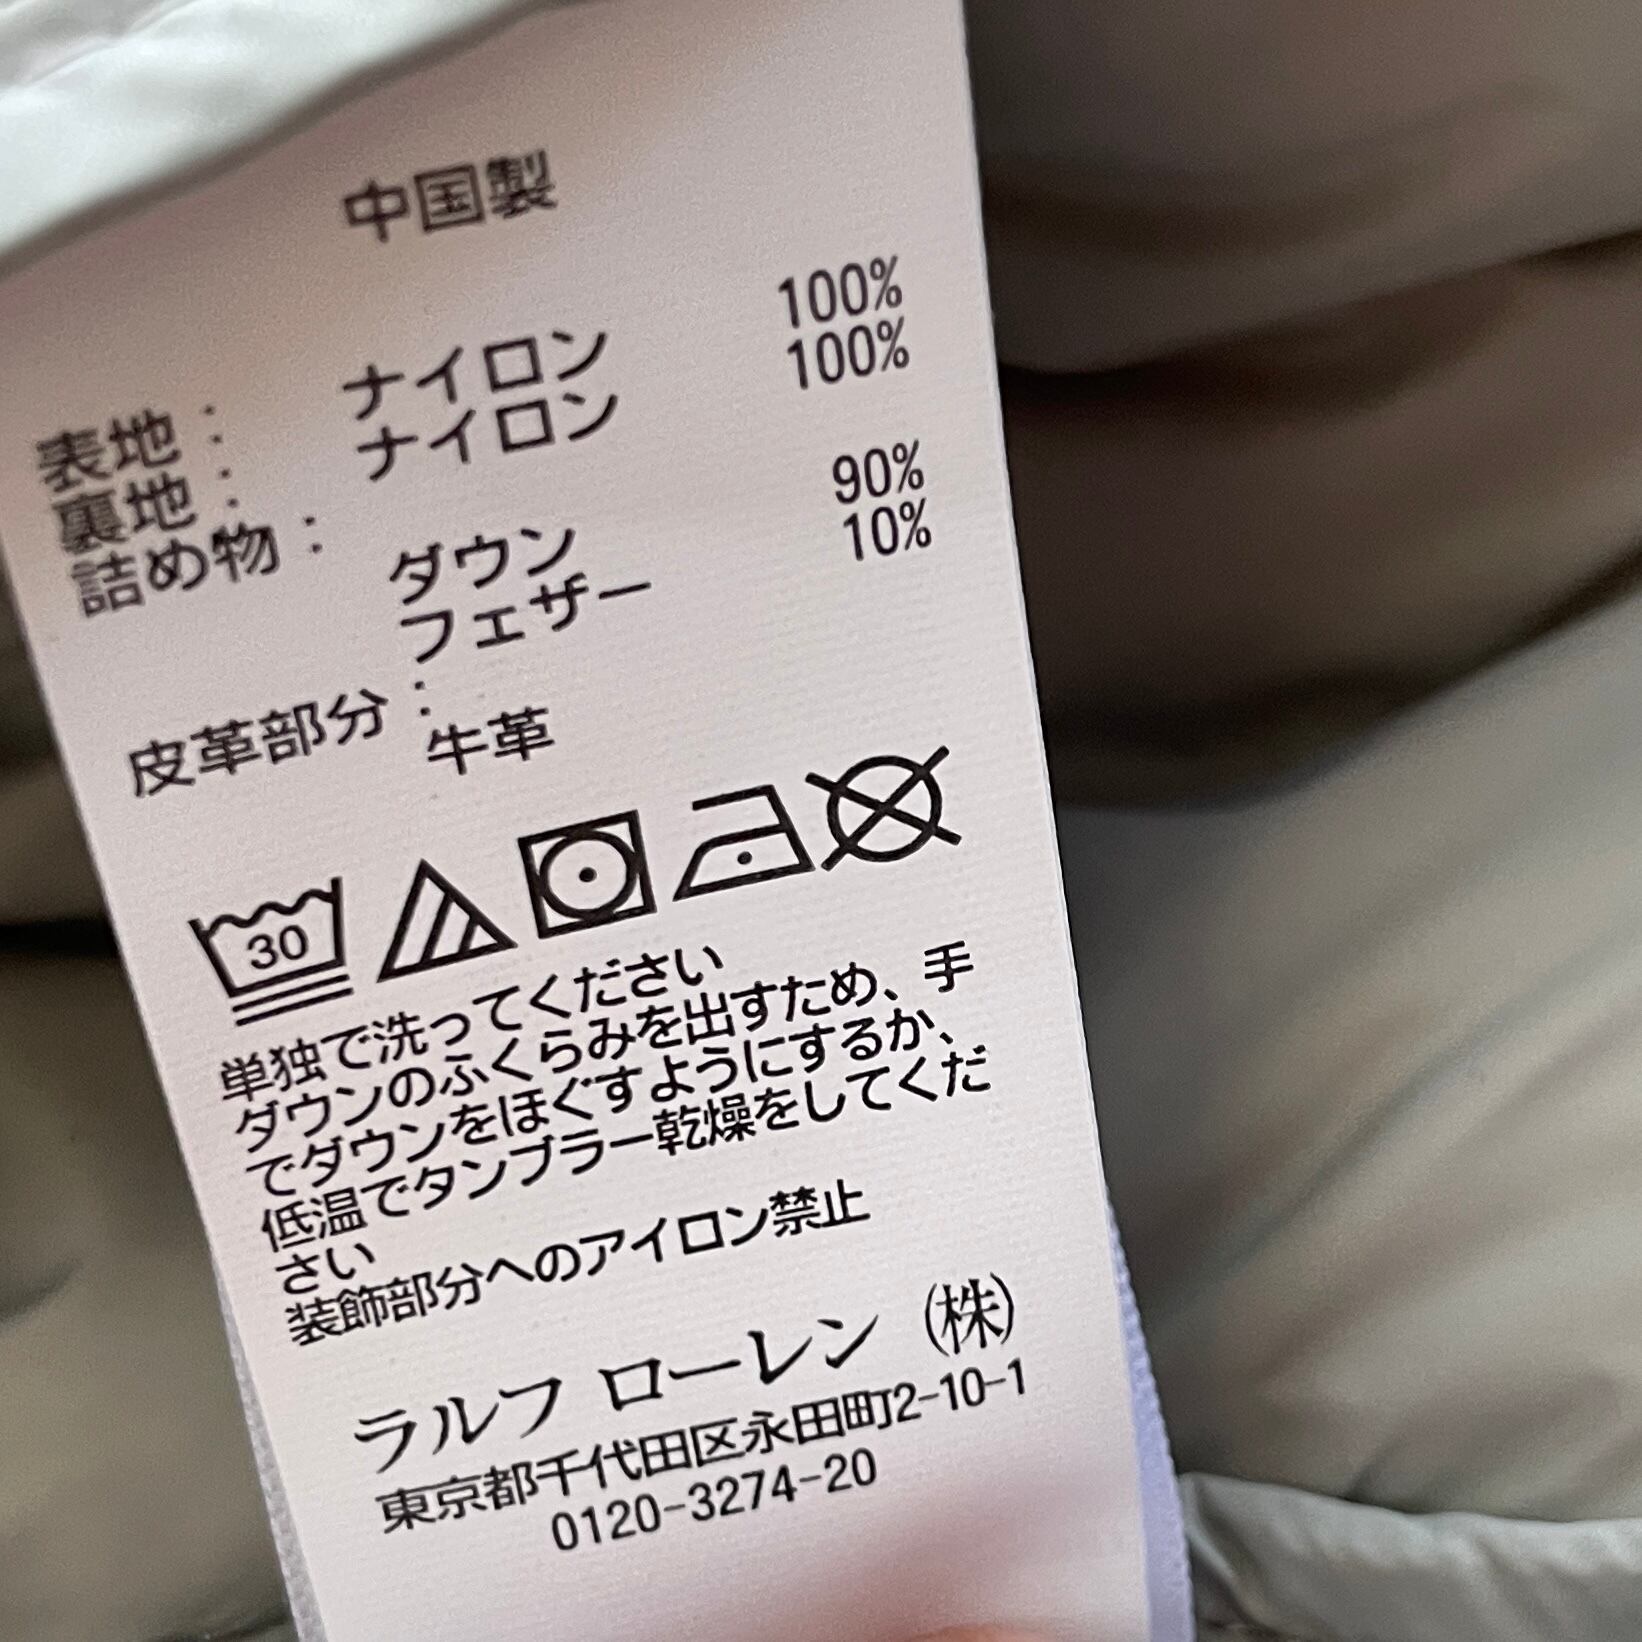 中国製
表地： ナイロン 100%
裏地： ナイロン 100%
詰め物：
ダウン 90%
フェザー 10%
皮革部分：
牛革
30
単独で洗ってください
ダウンのふくらみを出すため、手
でダウンをほぐすようにするか、
低温でタンブラー乾燥をしてくだ
さい
装飾部分へのアイロン禁止
ラルフ ローレン (株)
東京都千代田区永田町2-10-1
0120-3274-20